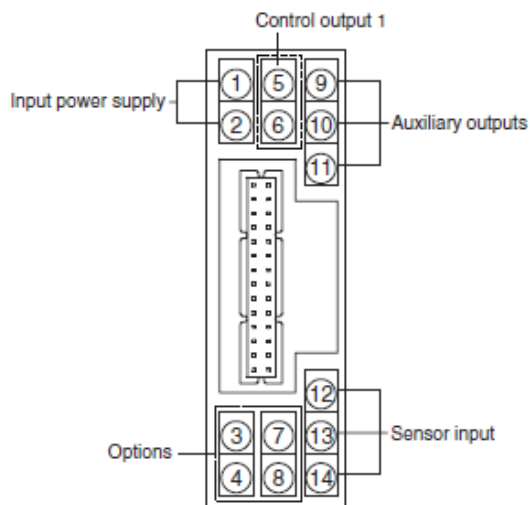 Control output 1
① ⑤ ⑨
Input power supply
② ⑥ ⑩ Auxiliary outputs
⑪
⑫
③ ⑦ ⑬ Sensor input
Options
④ ⑧ ⑭